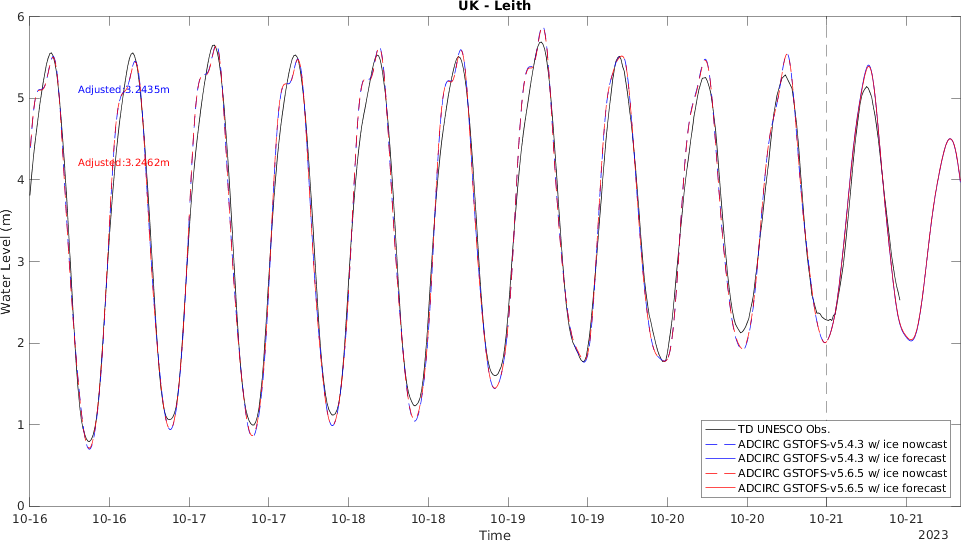 UK - Leith
6
5
4
3
2
1
0
Water Level (m)
Adjusted:3.2435m
Adjusted:3.2462m
TD UNESCO Obs.
ADCIRC GSTOFS-v5.4.3 w/ ice nowcast
ADCIRC GSTOFS-v5.4.3 w/ ice forecast
ADCIRC GSTOFS-v5.6.5 w/ ice nowcast
ADCIRC GSTOFS-v5.6.5 w/ ice forecast
10-16 10-16 10-17 10-17 10-18 10-18 10-19 10-19 10-20 10-20 10-21 10-21
Time
2023